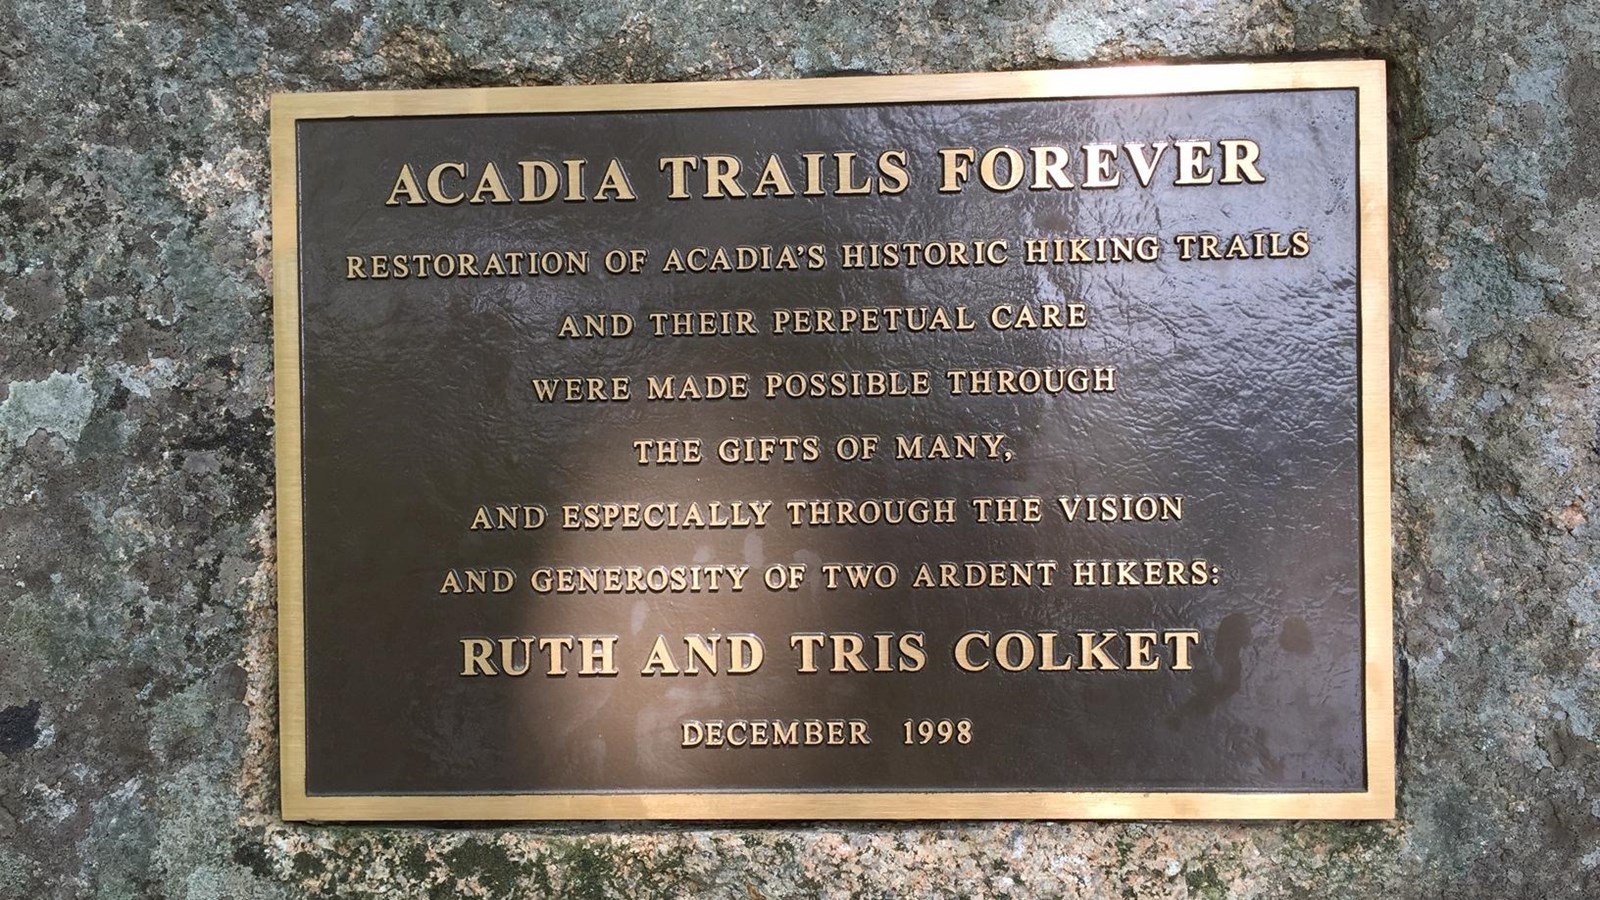 ACADIA TRAILS FOREVER
RESTORATION OF ACADIA'S HISTORIC HIKING TRAILS
AND THEIR PERPETUAL CARE
WERE MADE POSSIBLE THROUGH
THE GIFTS OF MANY,
AND ESPECIALLY THROUGH THE VISION
AND GENEROSITY OF TWO ARDENT HIKERS:
RUTH AND TRIS COLKET
DECEMBER 1998